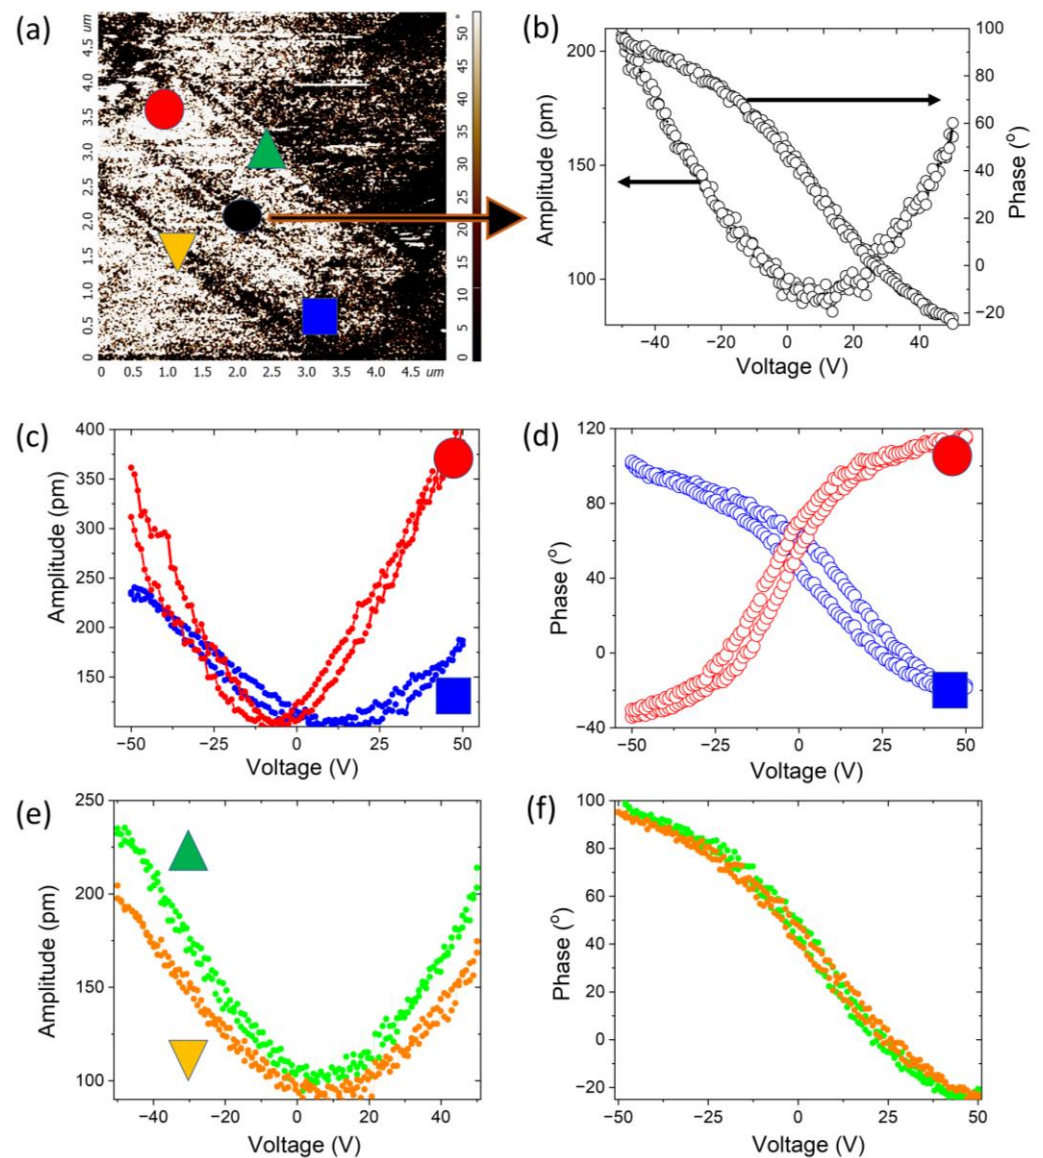 (a)
um
4.5
4.0
3.5
3.0
2.5
2.0
1.5
1.0
0.5
0
0 0.5 1.0 1.5 2.0 2.5 3.0 3.5 4.0 4.5 um
°
50
45
40
35
30
25
20
15
10
5
0
(b)
200
150
100
Amplitude (pm)
100
80
60
40
20
0
−20
Phase (°)
−40 −20 0 20 40
Voltage (V)
(c)
400
350
300
250
200
150
Amplitude (pm)
−50 −25 0 25 50
Voltage (V)
(d)
120
80
40
0
−40
Phase (°)
−50 −25 0 25 50
Voltage (V)
(e)
250
200
150
100
Amplitude (pm)
−40 −20 0 20 40
Voltage (V)
(f)
100
80
60
40
20
0
−20
Phase (°)
−50 −25 0 25 50
Voltage (V)